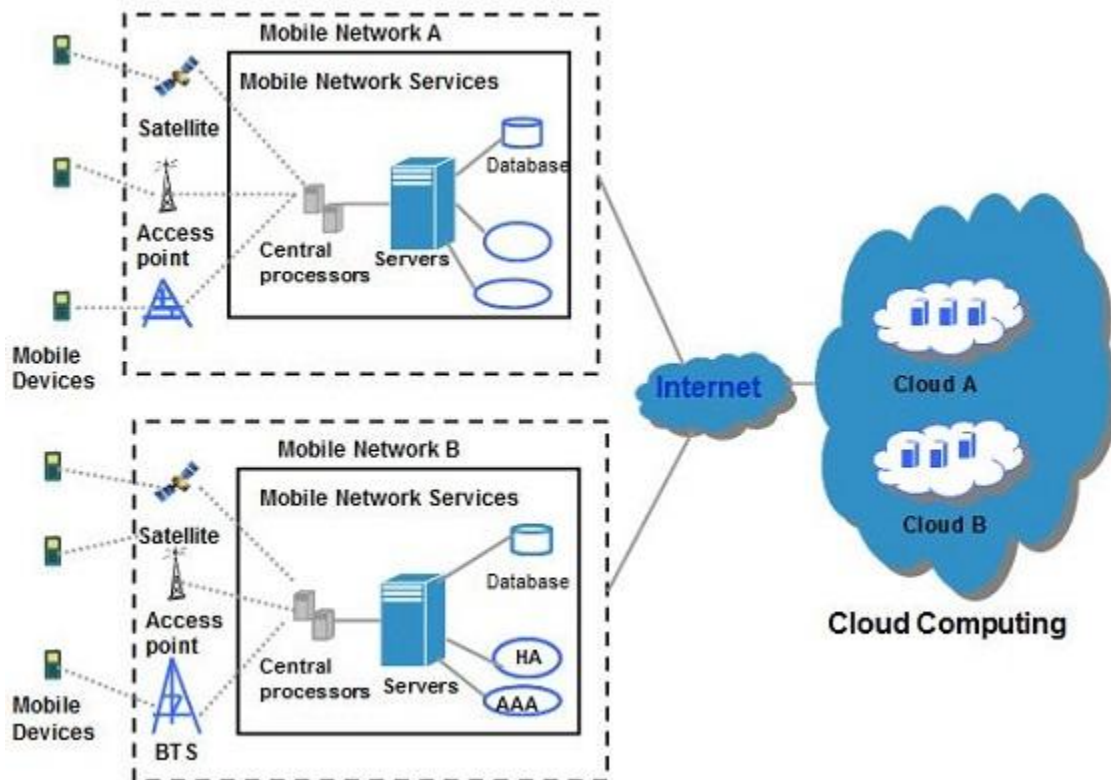 Mobile Network A
Mobile Network Services
Satellite
Database
Access
point
Central
processors
Servers
Mobile
Devices
Internet
Cloud A
Cloud B
Cloud Computing
Mobile Network B
Mobile Network Services
Satellite
Database
Access
point
Central
processors
Servers
HA
AAA
Mobile
Devices
BTS